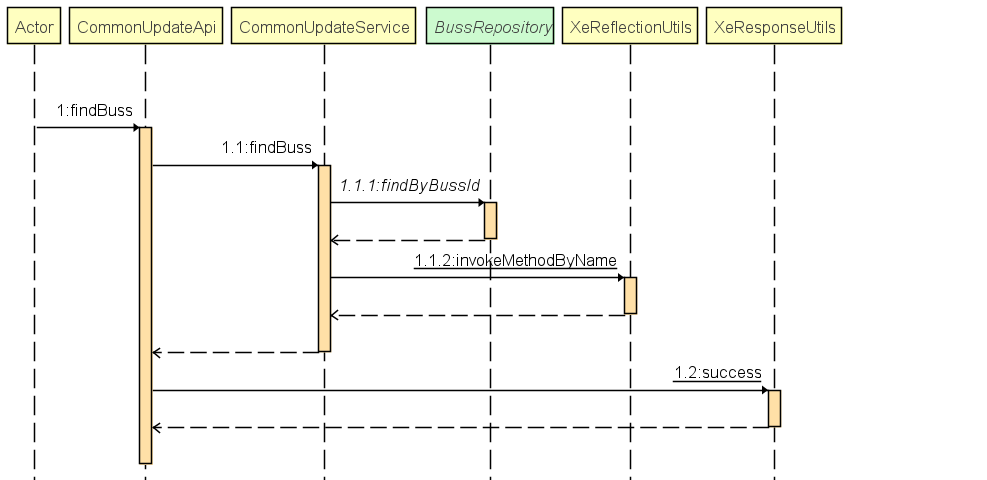 Actor
CommonUpdateApi
CommonUpdateService
BussRepository
XeReflectionUtils
XeResponseUtils
1:findBuss
1.1:findBuss
1.1.1:findByBussId
1.1.2:invokeMethodByName
1.2:success